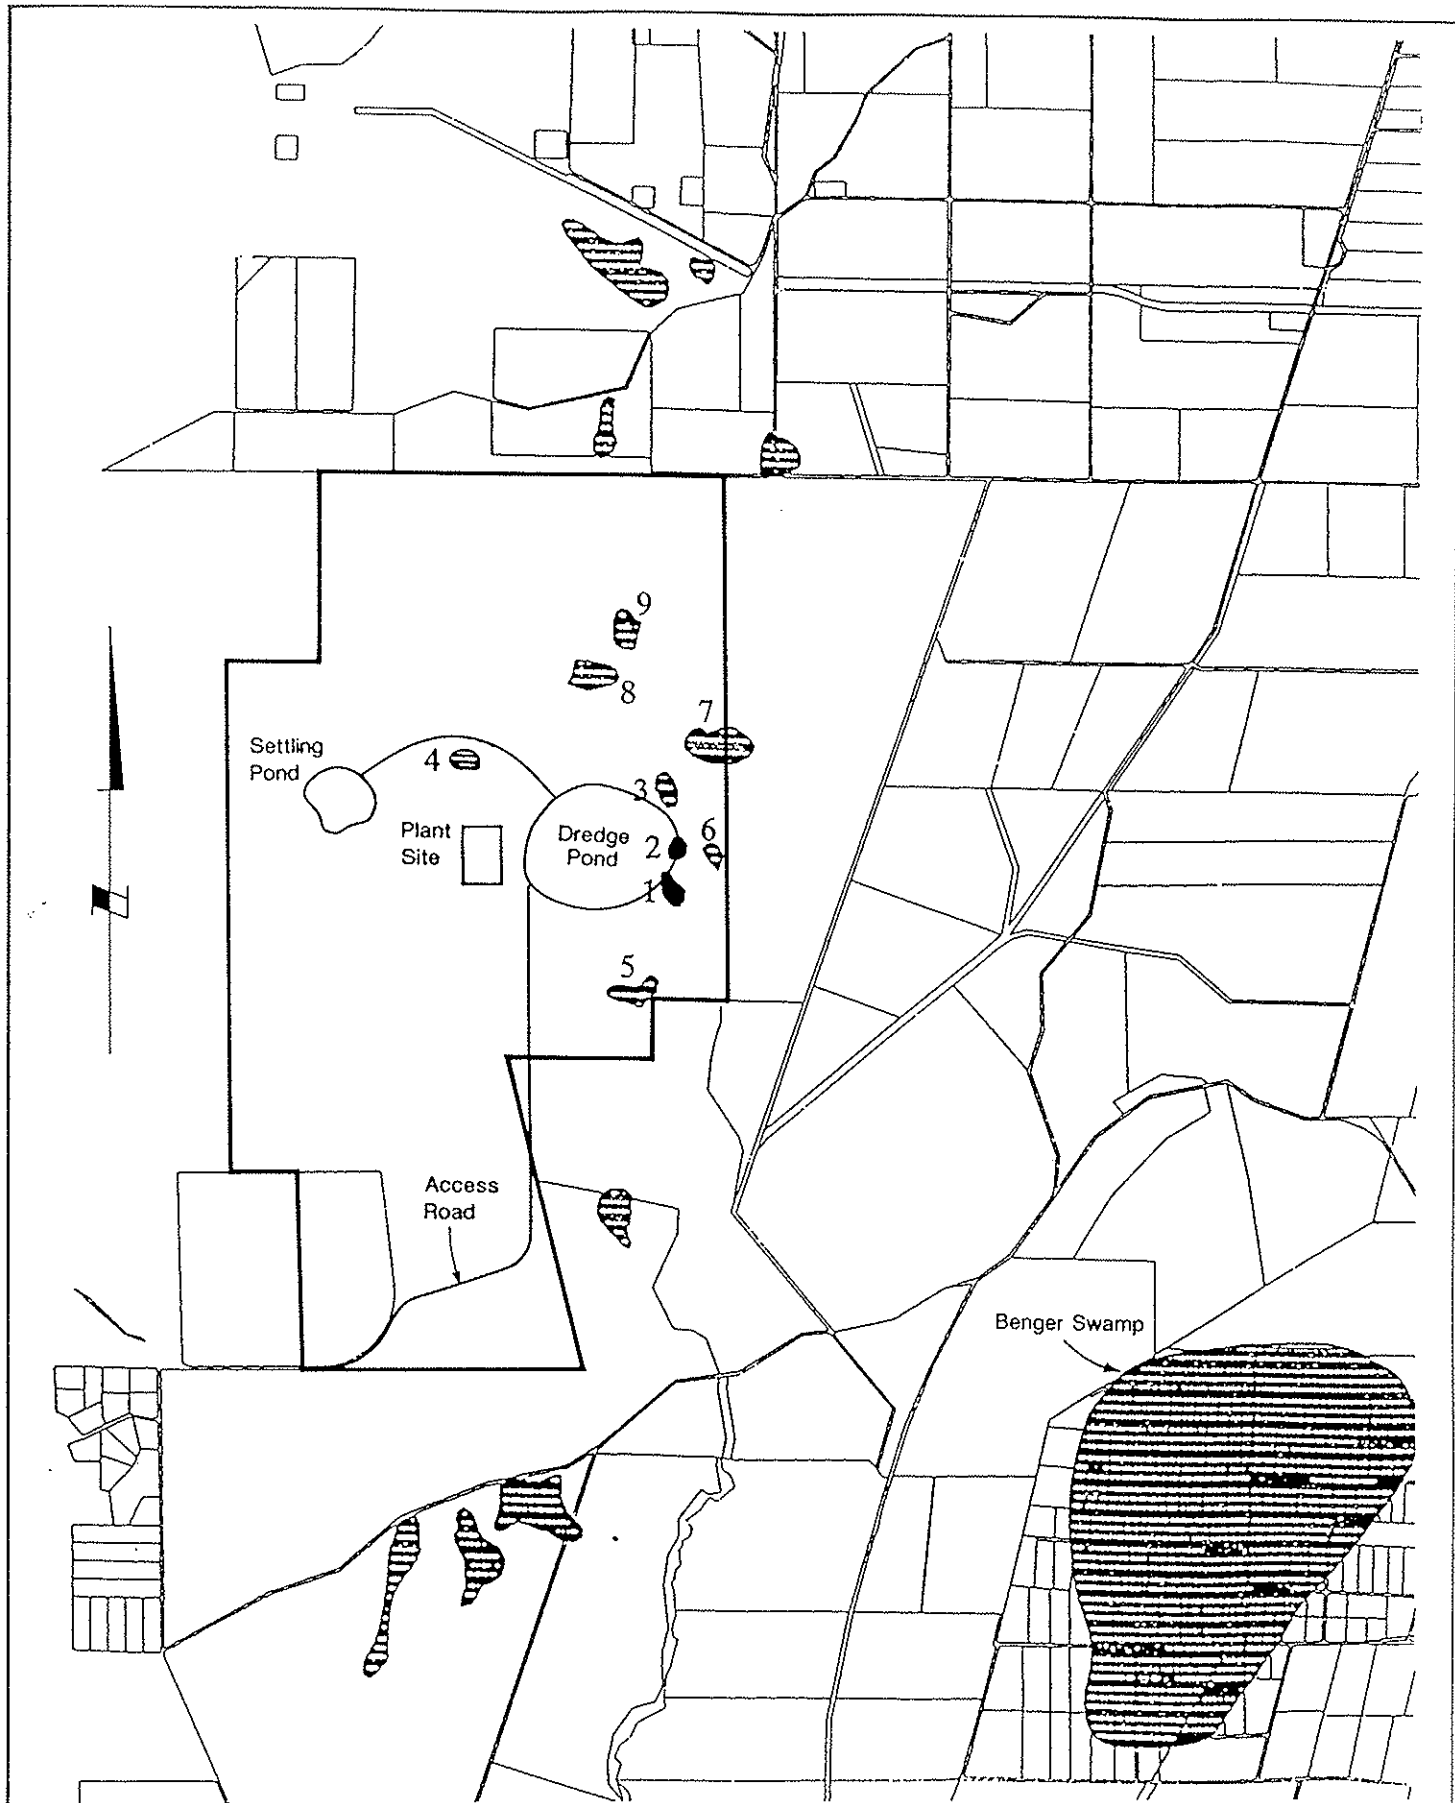 9
8
7
Settling
Pond
4
3
Plant
Site
Dredge
Pond
2
6
1
5
Access
Road
Benger Swamp